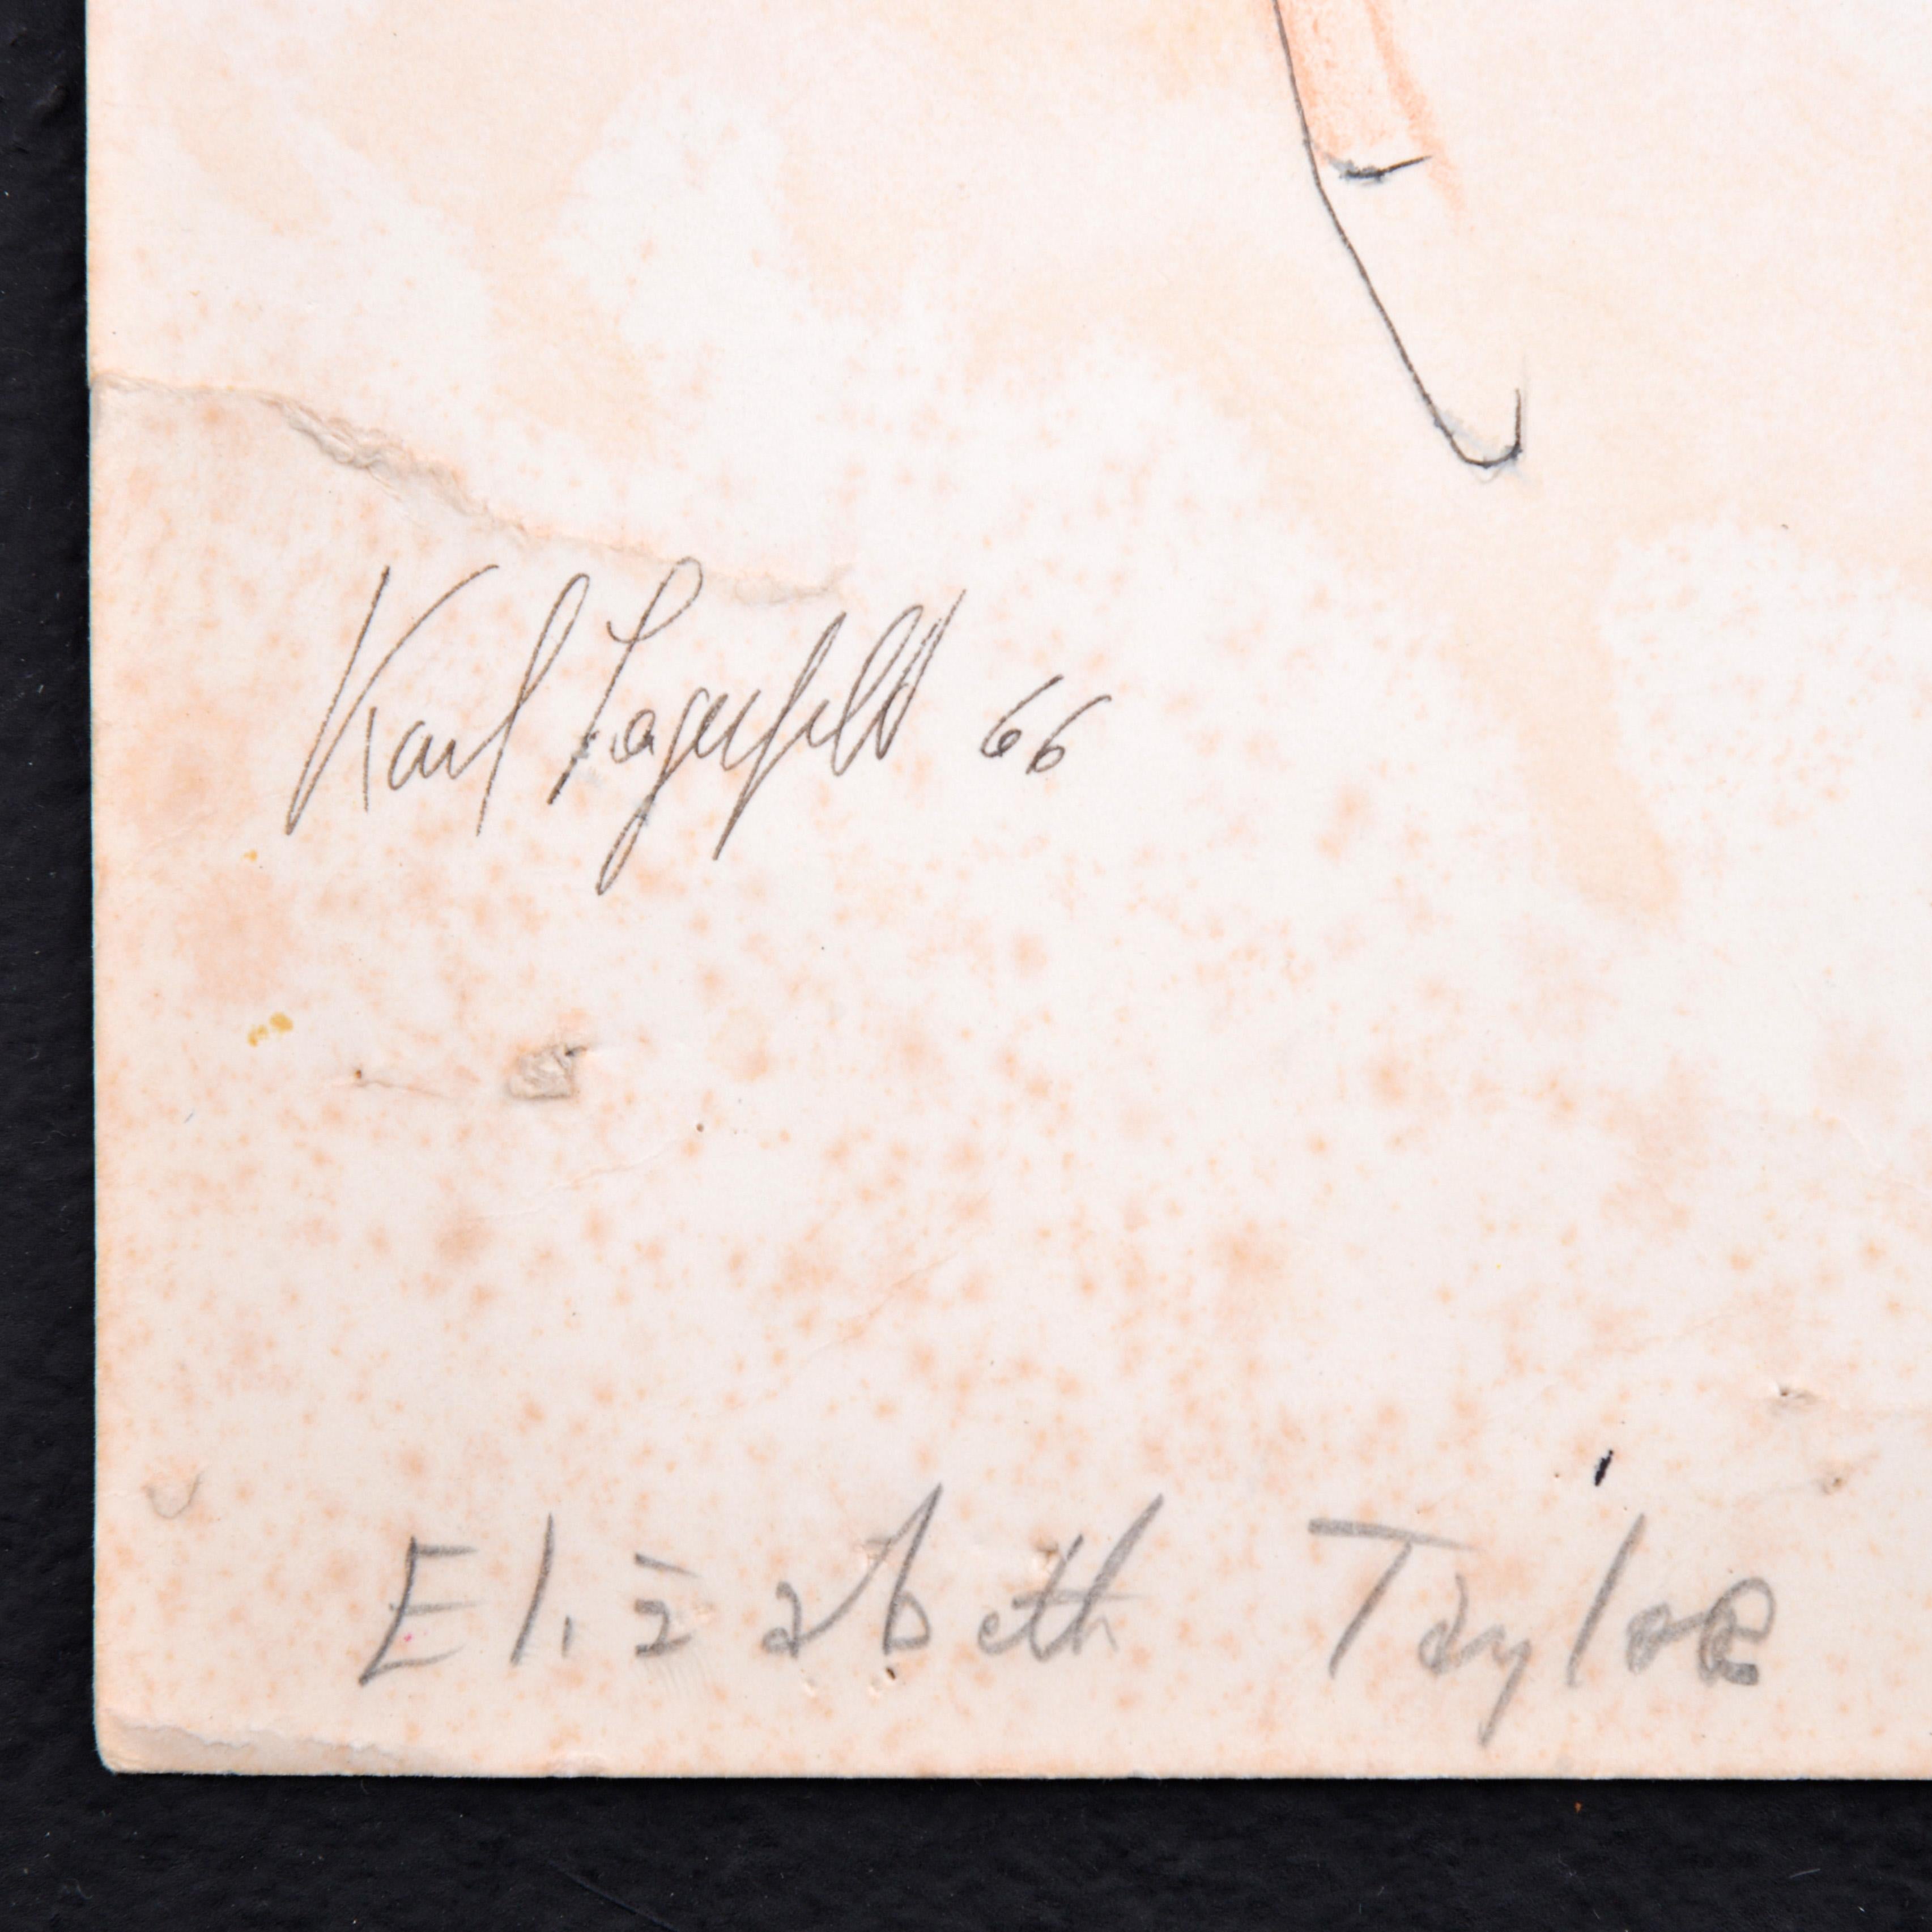 Karl Lagerfeld 66
Elizabeth Taylor